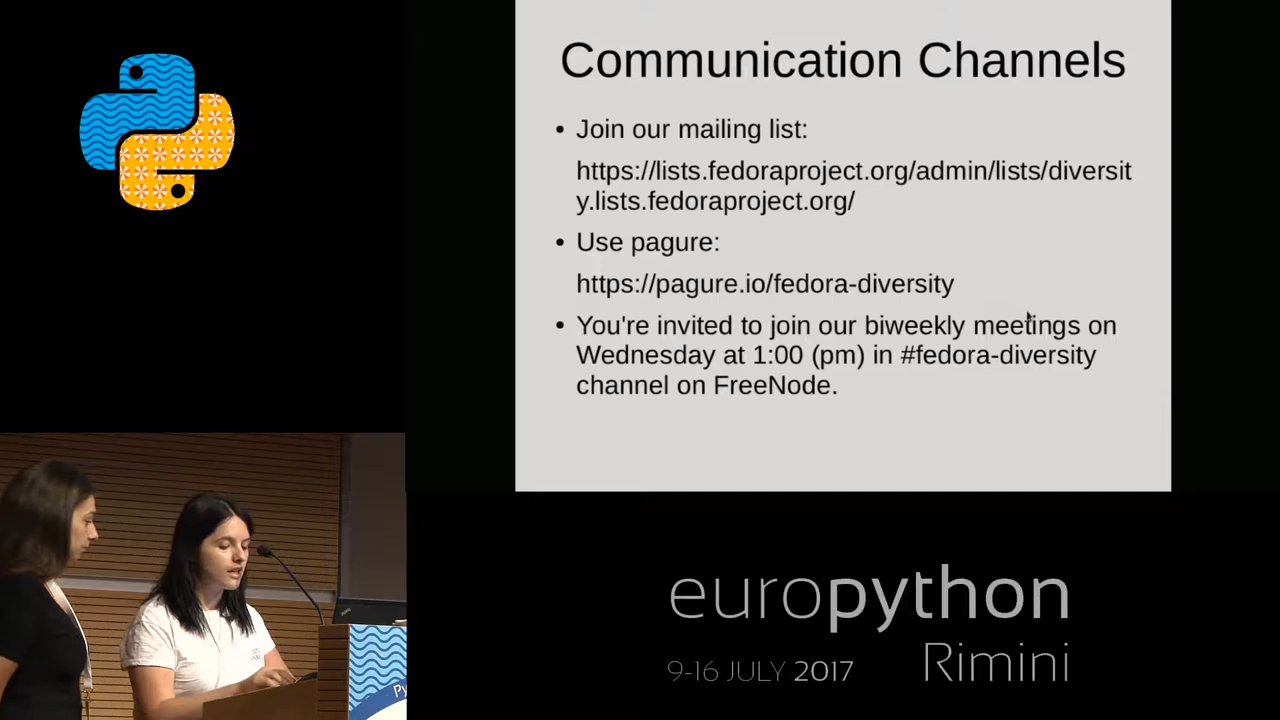 Communication Channels
• Join our mailing list:
https://lists.fedoraproject.org/admin/lists/diversit
y.lists.fedoraproject.org/
• Use pagure:
https://pagure.io/fedora-diversity
• You're invited to join our biweekly meetings on
Wednesday at 1:00 (pm) in #fedora-diversity
channel on FreeNode.
europython
9-16 JULY 2017 Rimini
Py